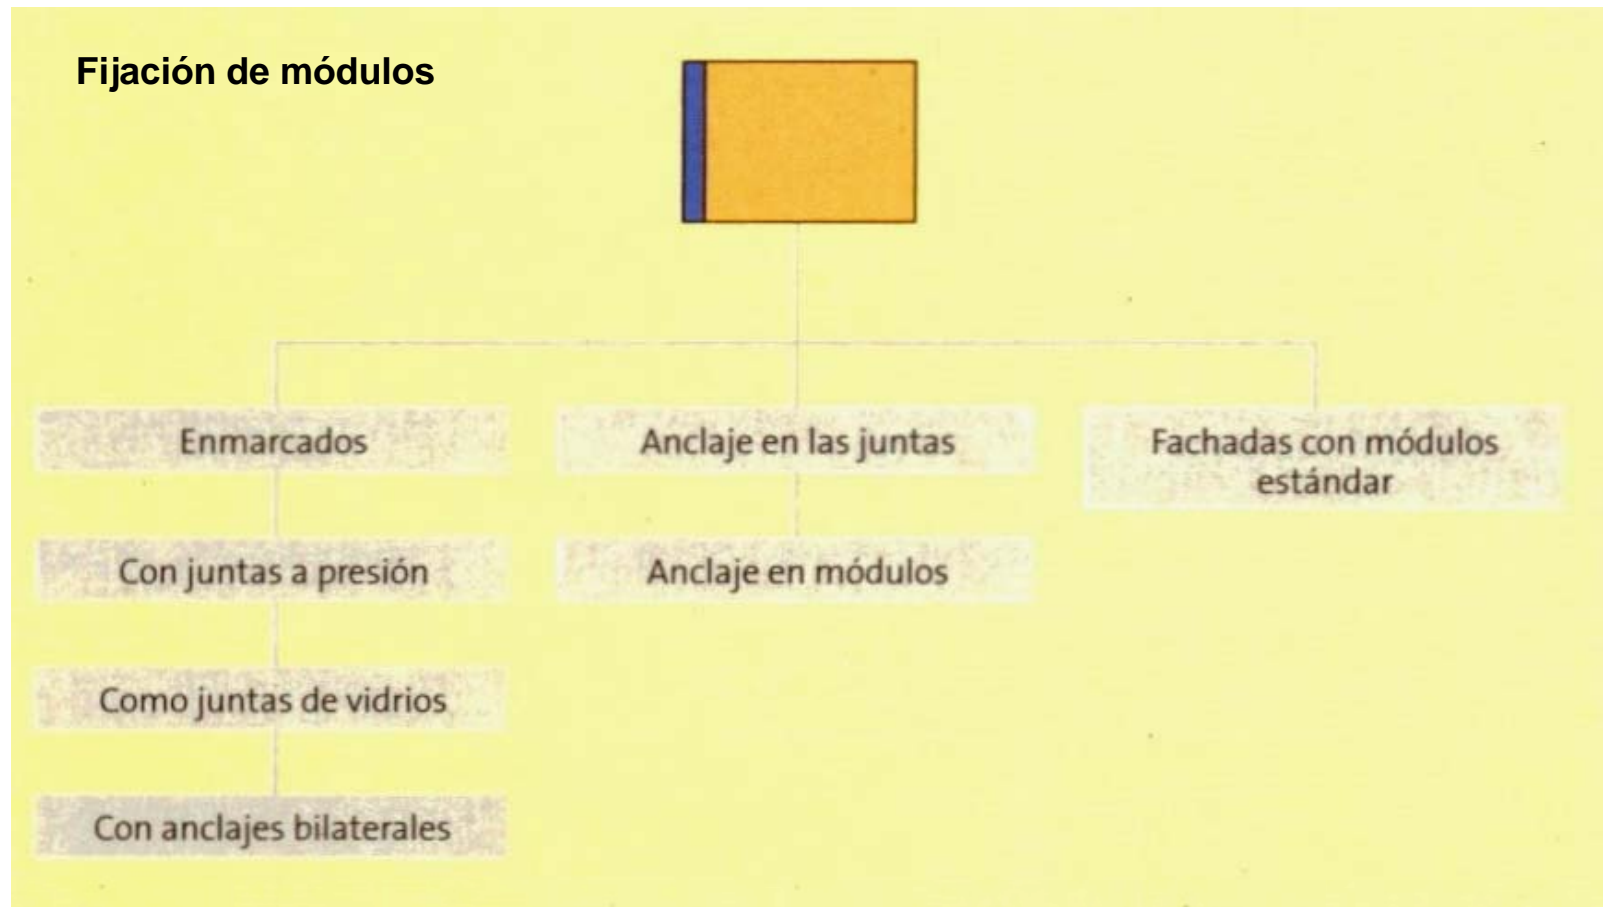 Fijación de módulos
Enmarcados
Con juntas a presión
Como juntas de vidrios
Con anclajes bilaterales
Anclaje en las juntas
Anclaje en módulos
Fachadas con módulos
estándar